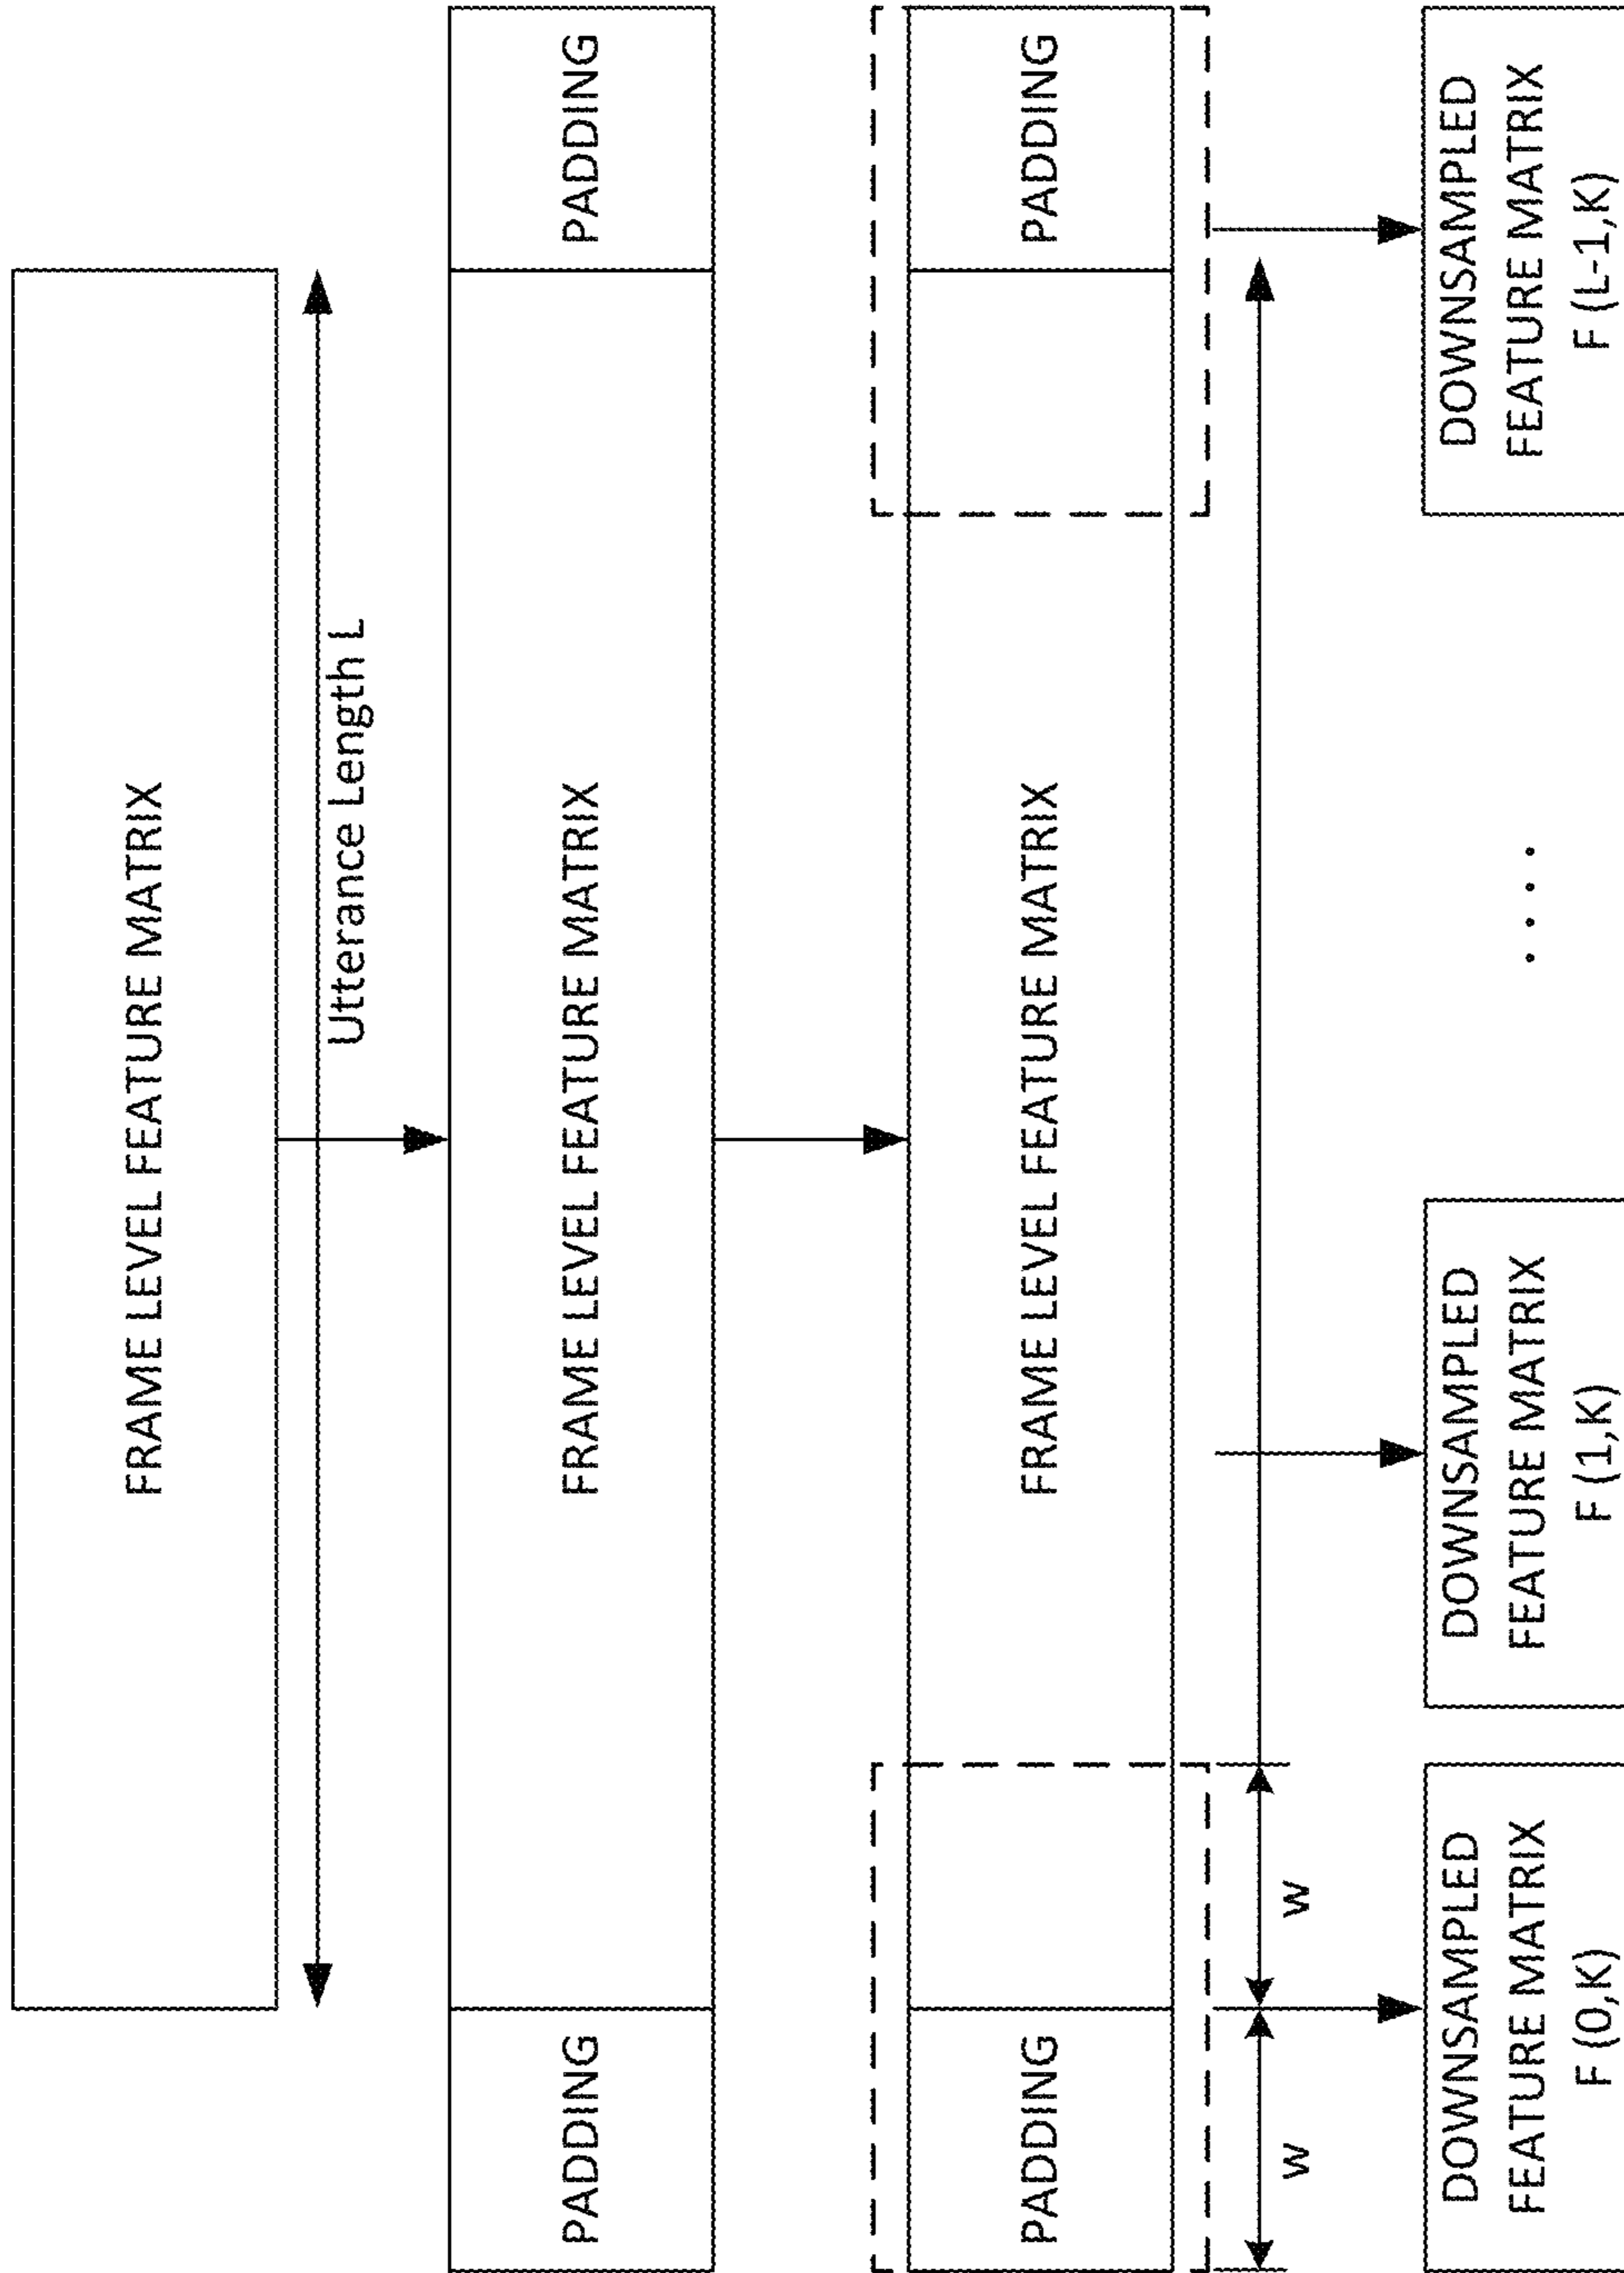 FRAME LEVEL FEATURE MATRIX
Utterance Length L
PADDING
FRAME LEVEL FEATURE MATRIX
PADDING
PADDING
FRAME LEVEL FEATURE MATRIX
PADDING
w
w
DOWNSAMPLED
FEATURE MATRIX
F (0,K)
DOWNSAMPLED
FEATURE MATRIX
F (1,K)
. . . .
DOWNSAMPLED
FEATURE MATRIX
F (L-1,K)